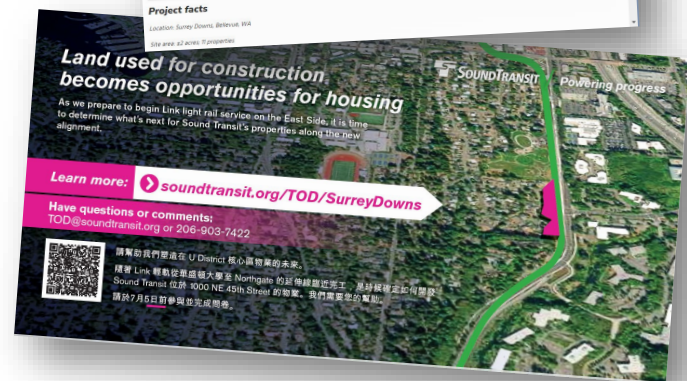 Project facts
Location: Surrey Downs, Bellevue, WA
Site area: ±2 acres; 11 properties
Land used for construction
becomes opportunities for housing
SOUNDTRANSIT
Powering progress
As we prepare to begin Link light rail service on the East Side, it is time
to determine what's next for Sound Transit's properties along the new
alignment.
Learn more: soundtransit.org/TOD/SurreyDowns
Have questions or comments:
TOD@soundtransit.org or 206-903-7422
請幫助我們塑造在 U District 核心區物業的未來。
隨著 Link 輕軌從華盛頓大學至 Northgate 的延伸線臨近完工，是時候確定如何開發
Sound Transit 位於 1000 NE 45th Street 的物業。我們需要您的幫助。
請於7月5日前參與並完成問卷。